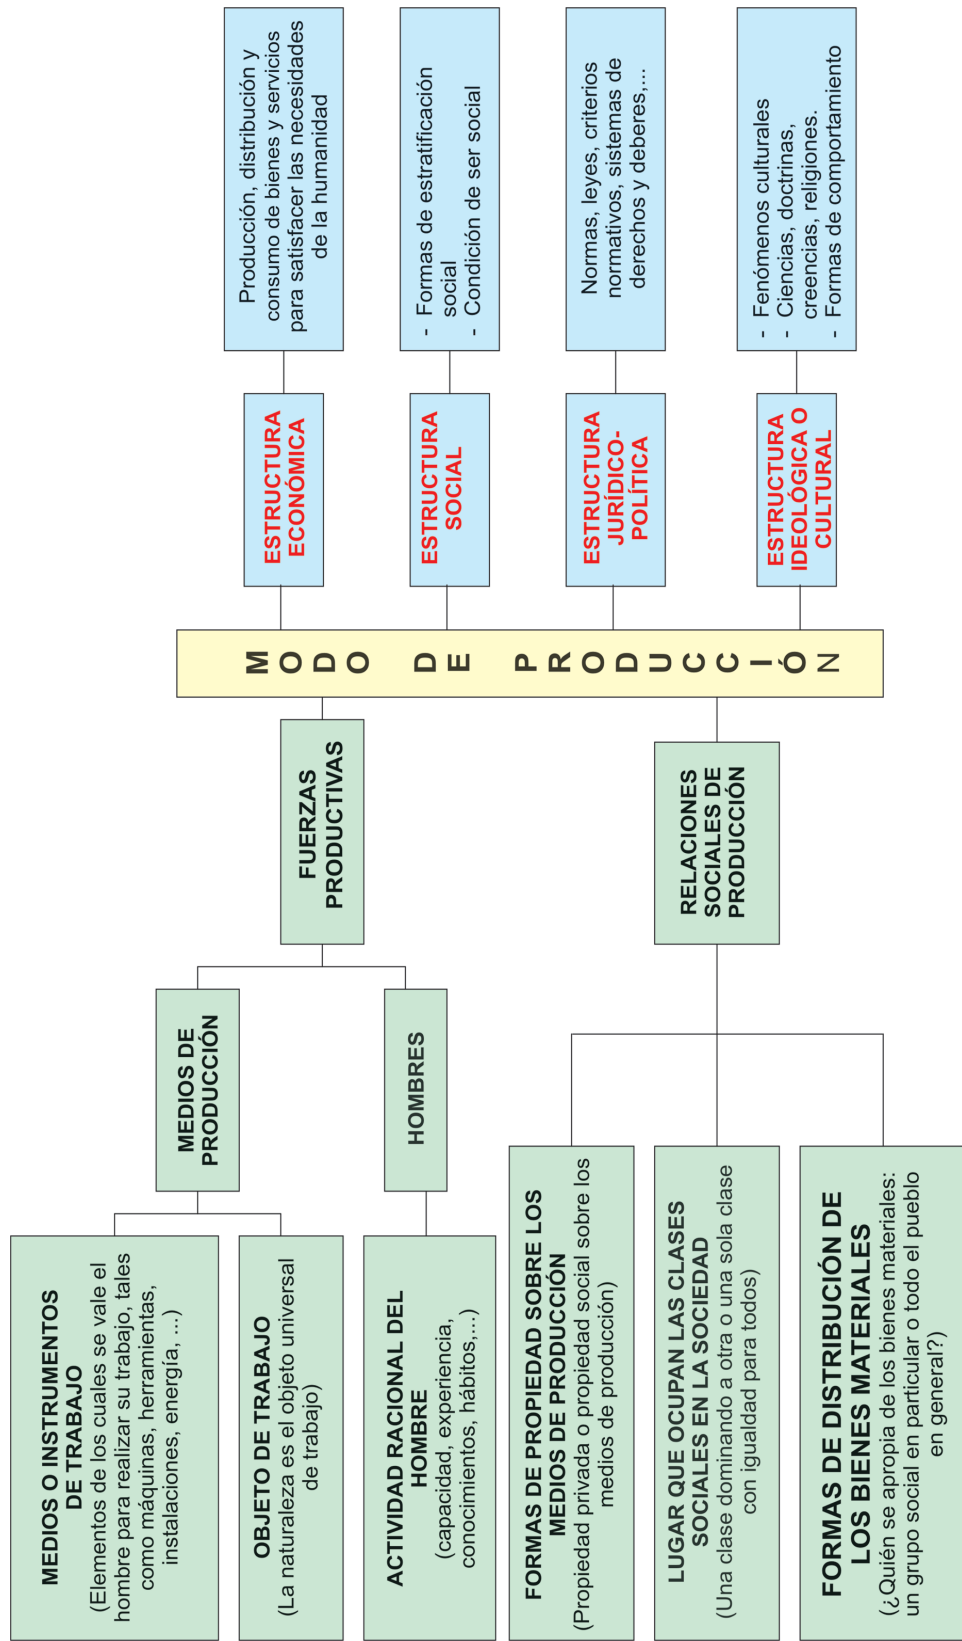 MEDIOS O INSTRUMENTOS
DE TRABAJO
(Elementos de los cuales se vale el
hombre para realizar su trabajo, tales
como máquinas, herramientas,
instalaciones, energía, ...)
OBJETO DE TRABAJO
(La naturaleza es el objeto universal
de trabajo)
ACTIVIDAD RACIONAL DEL
HOMBRE
(capacidad, experiencia,
conocimientos, hábitos,...)
FORMAS DE PROPIEDAD SOBRE LOS
MEDIOS DE PRODUCCIÓN
(Propiedad privada o propiedad social sobre los
medios de producción)
LUGAR QUE OCUPAN LAS CLASES
SOCIALES EN LA SOCIEDAD
(Una clase dominando a otra o una sola clase
con igualdad para todos)
FORMAS DE DISTRIBUCIÓN DE
LOS BIENES MATERIALES
(¿Quién se apropia de los bienes materiales:
un grupo social en particular o todo el pueblo
en general?)
MEDIOS DE
PRODUCCIÓN
HOMBRES
FUERZAS
PRODUCTIVAS
RELACIONES
SOCIALES DE
PRODUCCIÓN
MODO DE PRODUCCIÓN
ESTRUCTURA
ECONÓMICA
ESTRUCTURA
SOCIAL
ESTRUCTURA
JURÍDICO-
POLÍTICA
ESTRUCTURA
IDEOLÓGICA O
CULTURAL
Producción, distribución y
consumo de bienes y servicios
para satisfacer las necesidades
de la humanidad
- Formas de estratificación
social
- Condición de ser social
Normas, leyes, criterios
normativos, sistemas de
derechos y deberes,...
- Fenómenos culturales
- Ciencias, doctrinas,
creencias, religiones.
- Formas de comportamiento